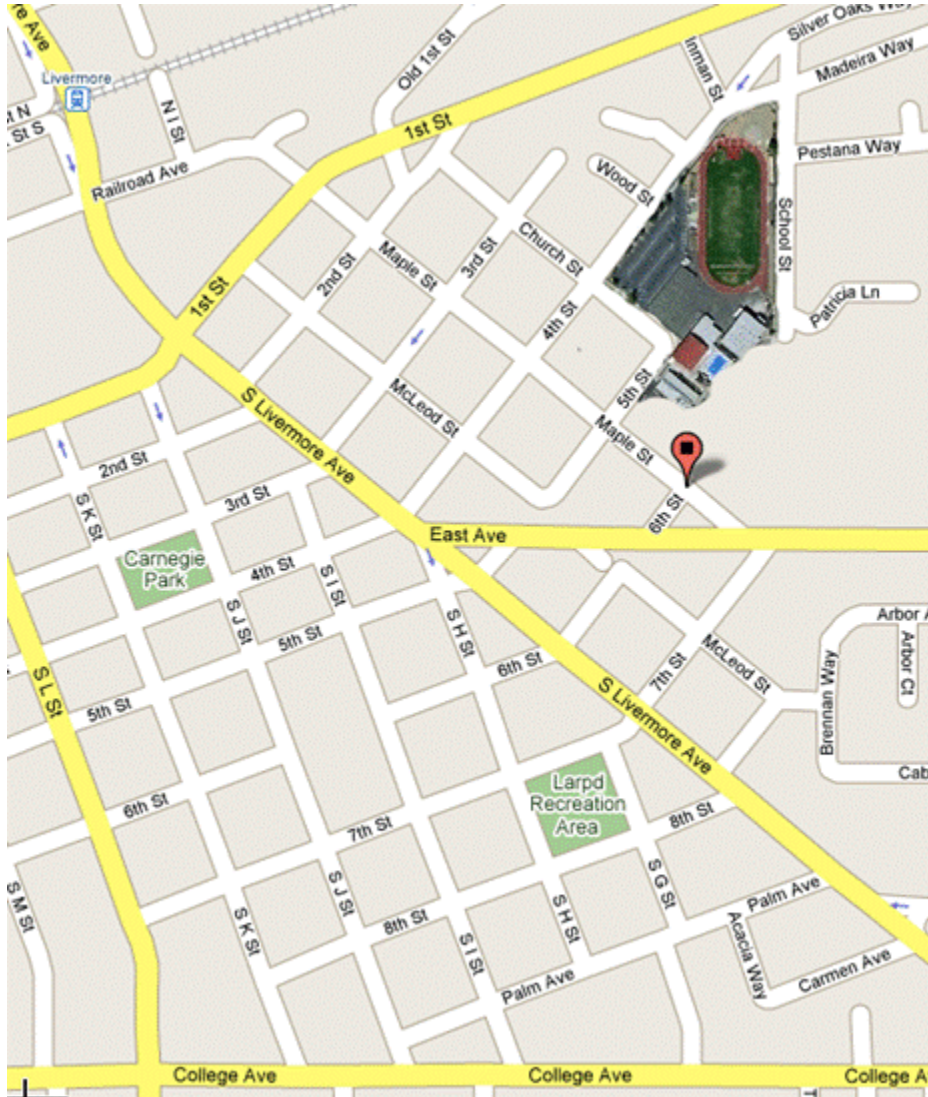 re Ave
Silver Oaks Way
Inman St
Old 1st St
Madeira Way
Livermore
N I St
St N
St S
1st St
Pestana Way
Railroad Ave
Wood St
School St
Church St
3rd St
Maple St
2nd St
1st St
Patricia Ln
4th St
McLeod St
5th St
S Livermore Ave
Maple St
2nd St
3rd St
S K St
6th St
East Ave
Carnegie
Park
4th St
S I St
S J St
S H St
5th St
Arbor A
Arbor Ct
McLeod St
6th St
7th St
Brennan Way
S L St
S Livermore Ave
5th St
Cab
Larpd
Recreation
Area
6th St
7th St
8th St
S M St
S J St
S G St
Palm Ave
S K St
8th St
S H St
Acacia Way
S I St
Carmen Ave
Palm Ave
College Ave
College Ave
College A